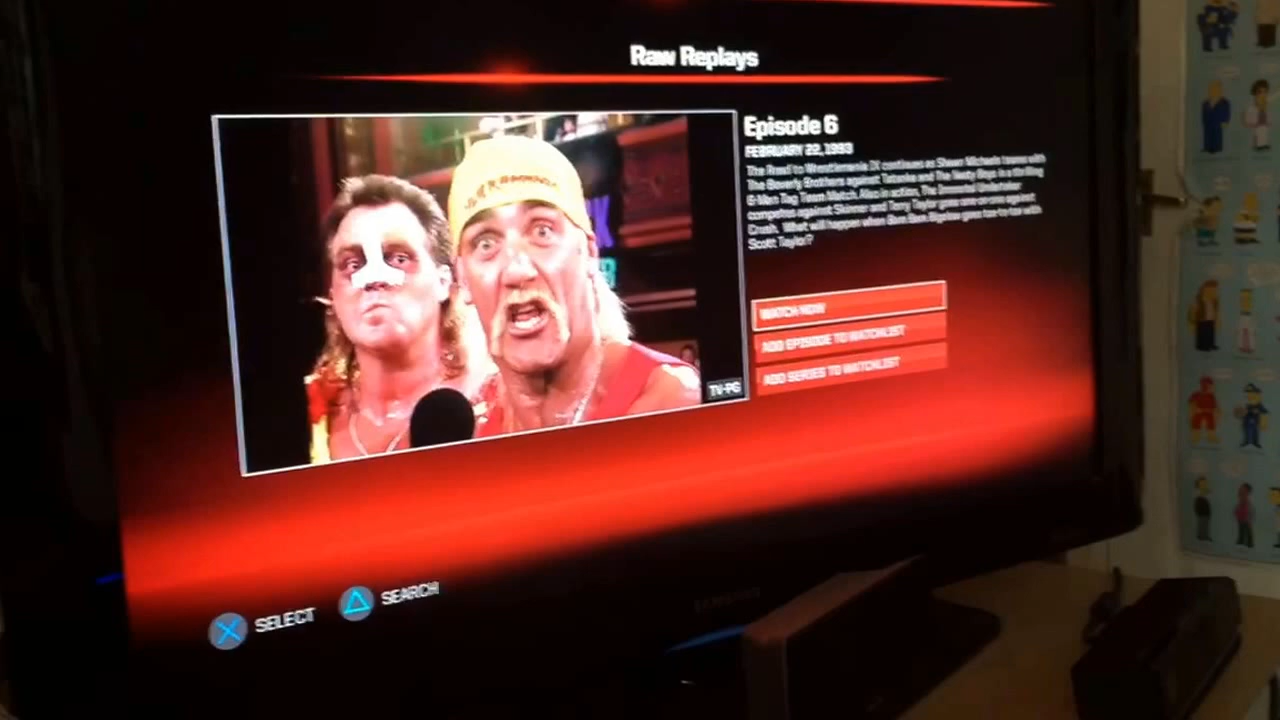 Raw Replays
Episode 6
FEBRUARY 22, 1993
The Road to Wrestlemania IX continues as Shawn Michaels teams with
The Beverly Brothers against Tatanka and The Nasty Boys in a thrilling
6-Man Tag Team Match. Also in action, The Immortal Undertaker
competes against Skinner and Terry Taylor goes one-on-one against
Crush. What will happen when Bam Bam Bigelow goes toe-to-toe with
Scott Taylor?
WATCH NOW
ADD EPISODE TO WATCHLIST
ADD SERIES TO WATCHLIST
TV-PG
SELECT
SEARCH
SAMSUNG